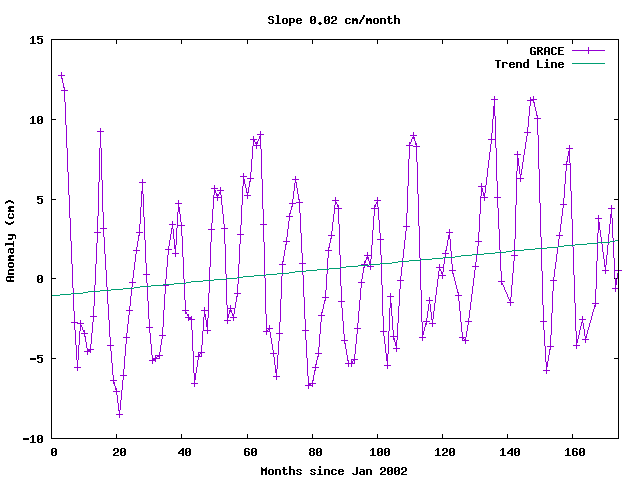 Slope 0.02 cm/month
GRACE
Trend Line
15
10
5
0
-5
-10
Anomaly (cm)
0 20 40 60 80 100 120 140 160
Months since Jan 2002